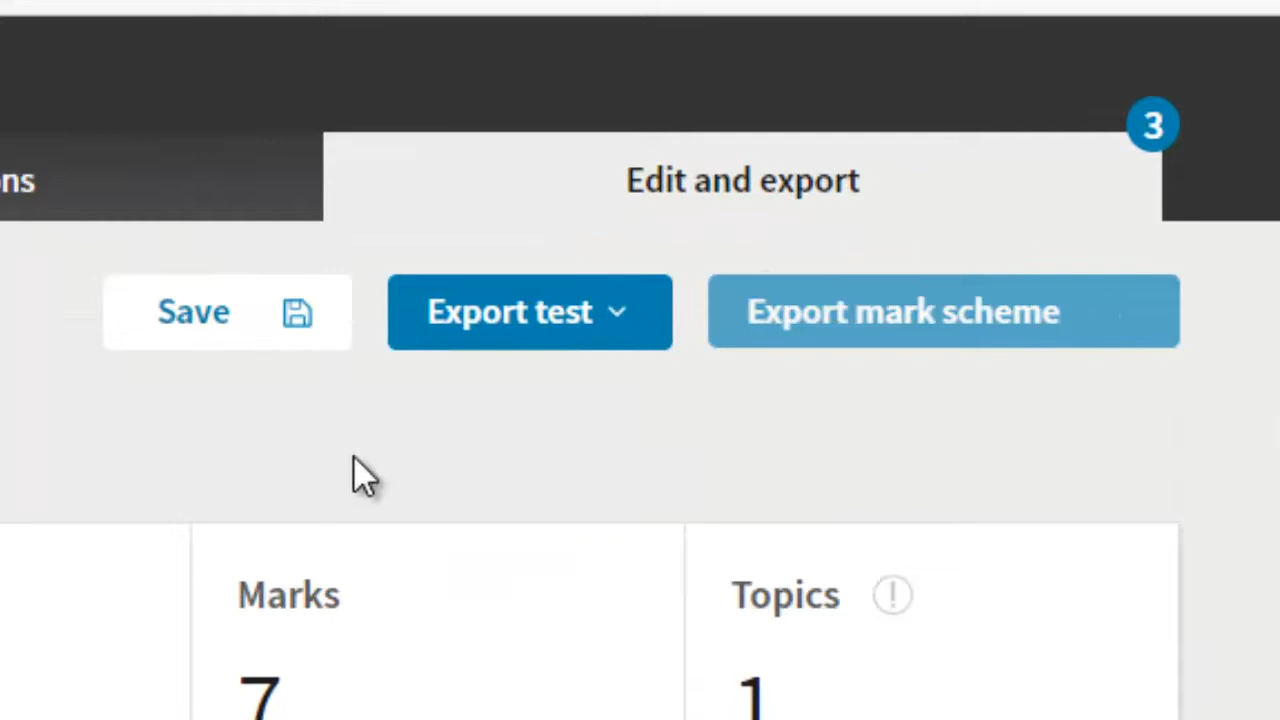 3
ns Edit and export
Save Export test Export mark scheme
Marks Topics
7 1